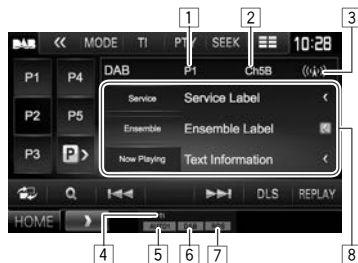 1 2 3
DAB « MODE TI PTY SEEK 10:28
P1 P4 DAB P1 Ch5B
Service Service Label
P2 P5 Ensemble Ensemble Label
P3 P > Now Playing Text Information
DLS REPLAY
HOME
4 5 6 7 8